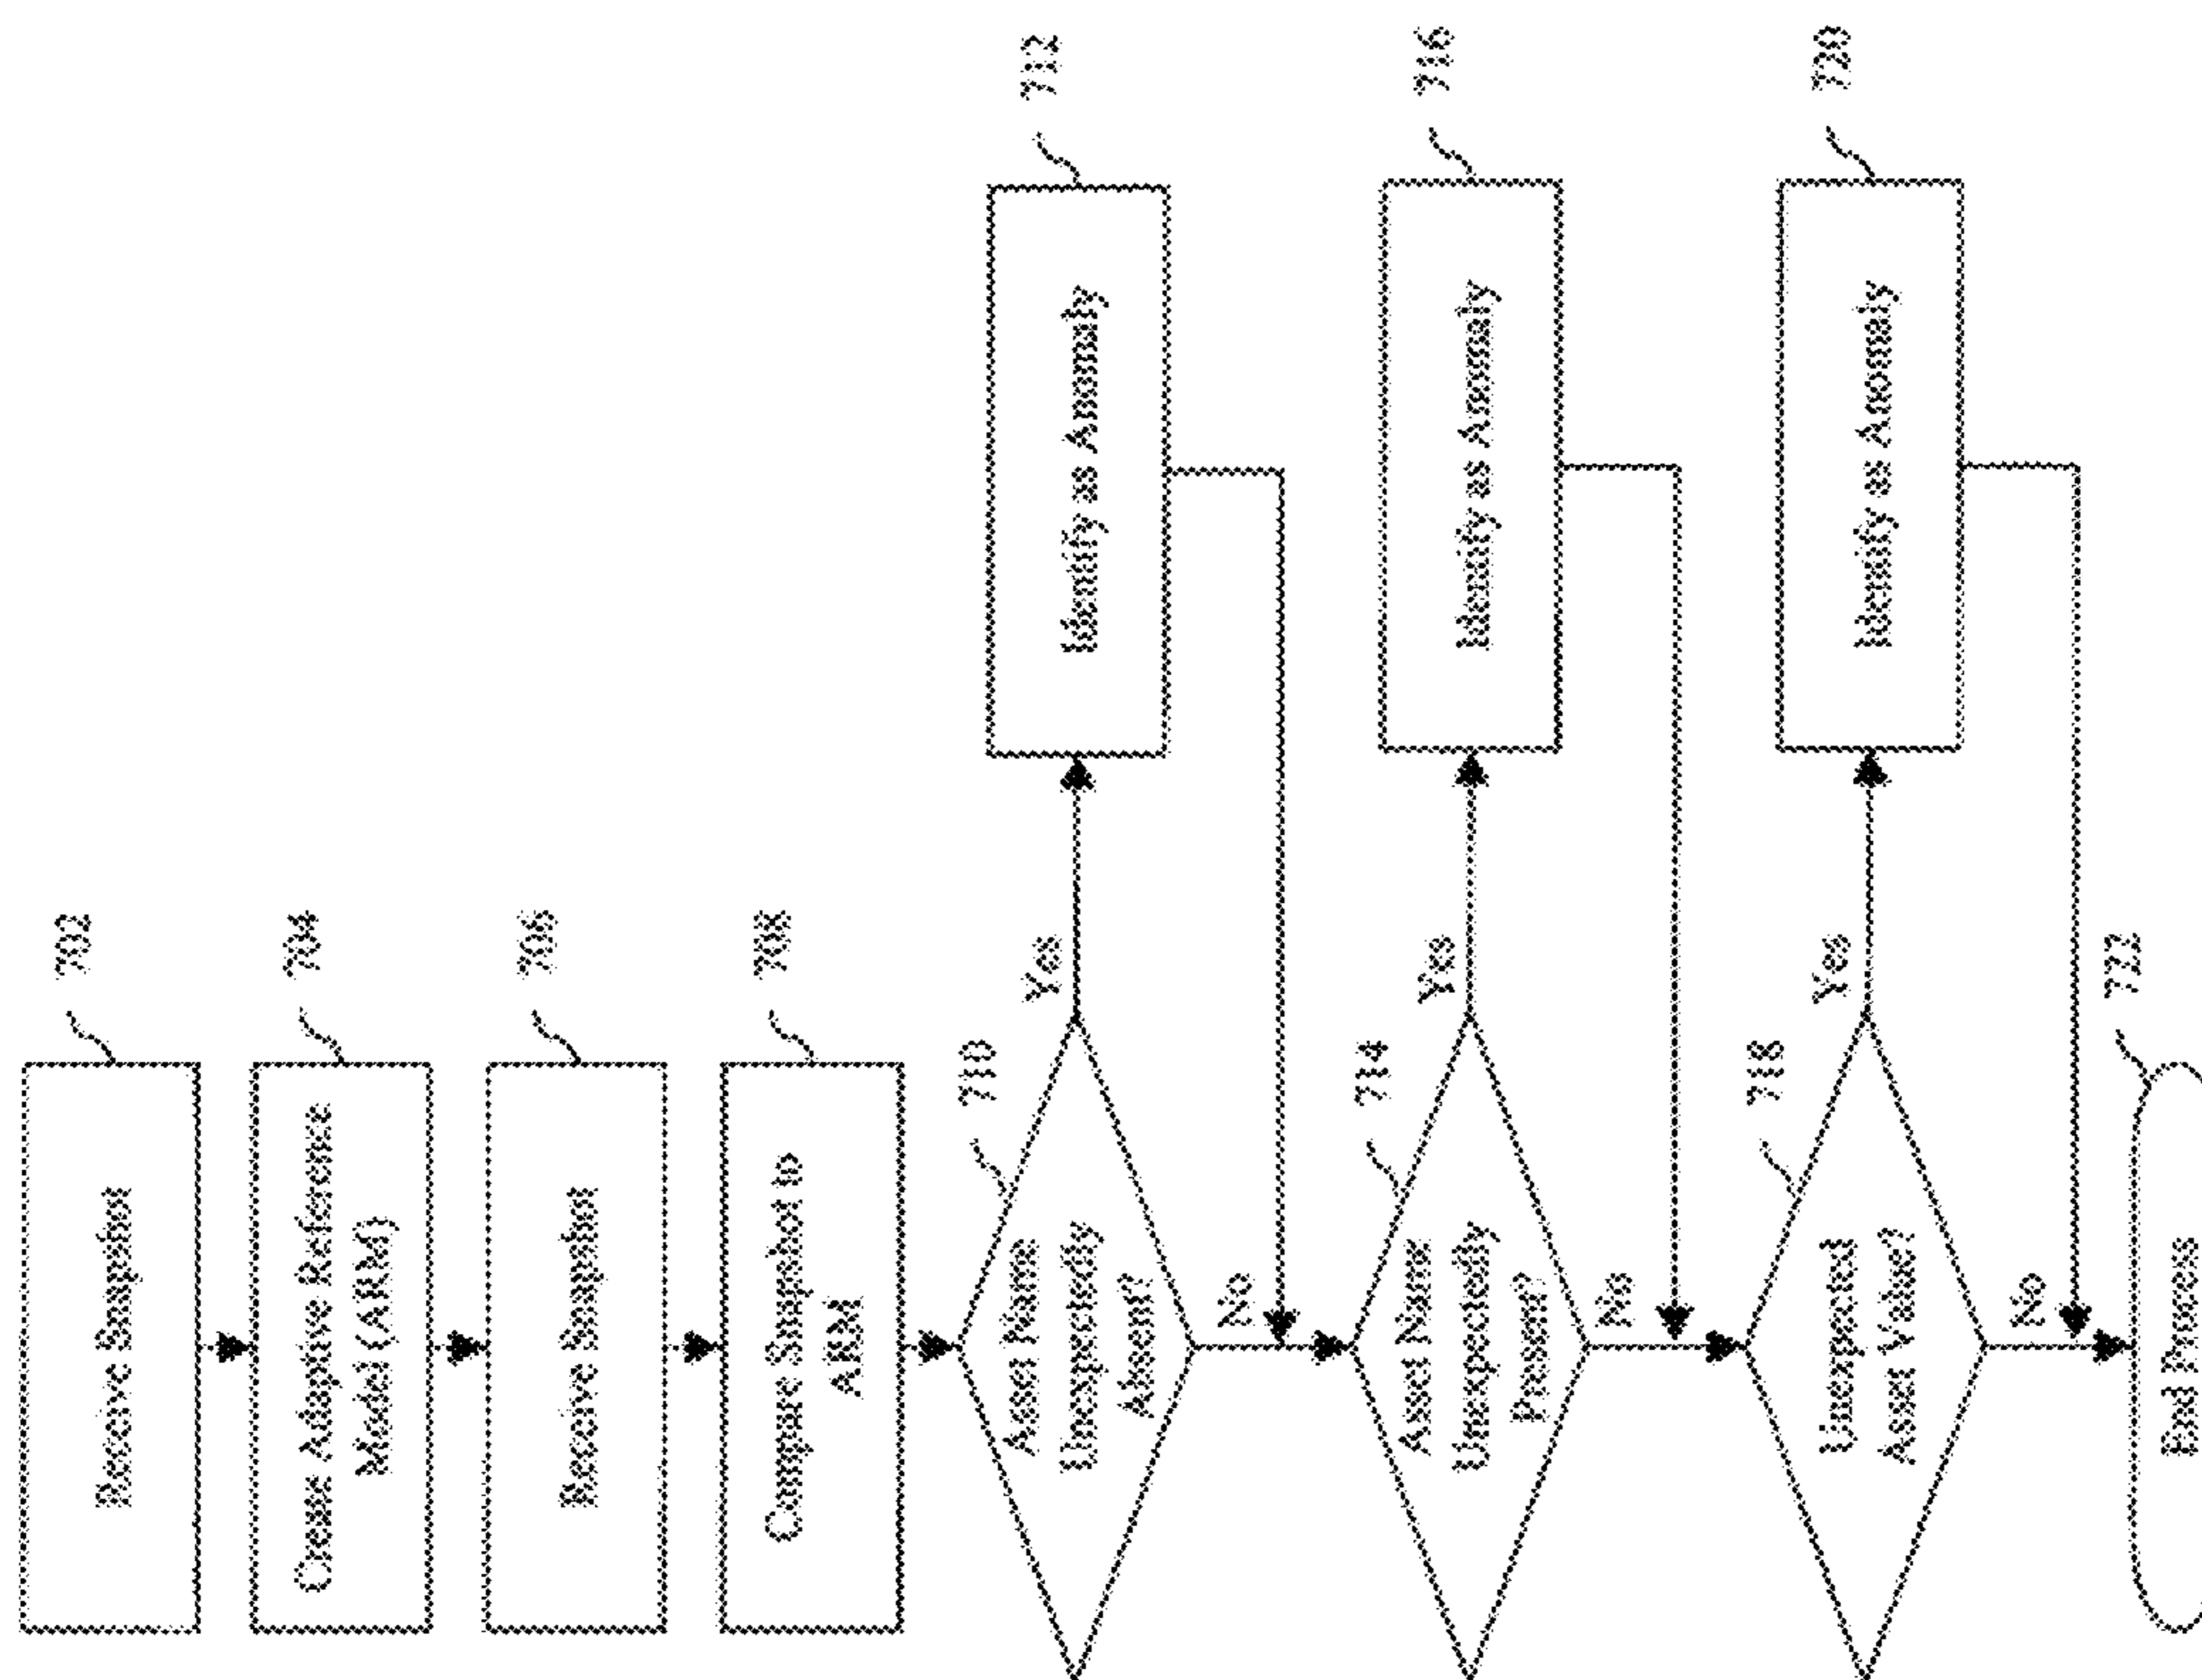 Receive Snapshot
702
Create Adaptive Reference
Model (ARM)
704
Receive Snapshot
706
Compare Snapshot to
ARM
708
Asset Name
Unexpectedly
Absent?
710
Yes
No
Identify as Anomaly
712
Asset Name
Unexpectedly
Present?
714
Yes
No
Identify as Anomaly
716
Unexpected
Asset Value?
718
Yes
No
Identify as Anomaly
720
End Process
722